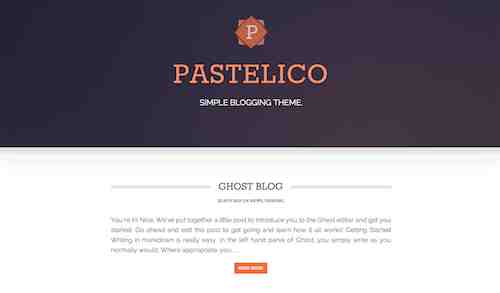 P
PASTELICO
SIMPLE BLOGGING THEME.
GHOST BLOG
You're In! Nice. We've put together a little post to introduce you to the Ghost editor and get you
started. Go ahead and edit this post to get going and learn how it all works! Getting Started
Writing in markdown is really easy. In the left hand panel of Ghost, you simply write as you
normally would. Where appropriate, you
READ MORE